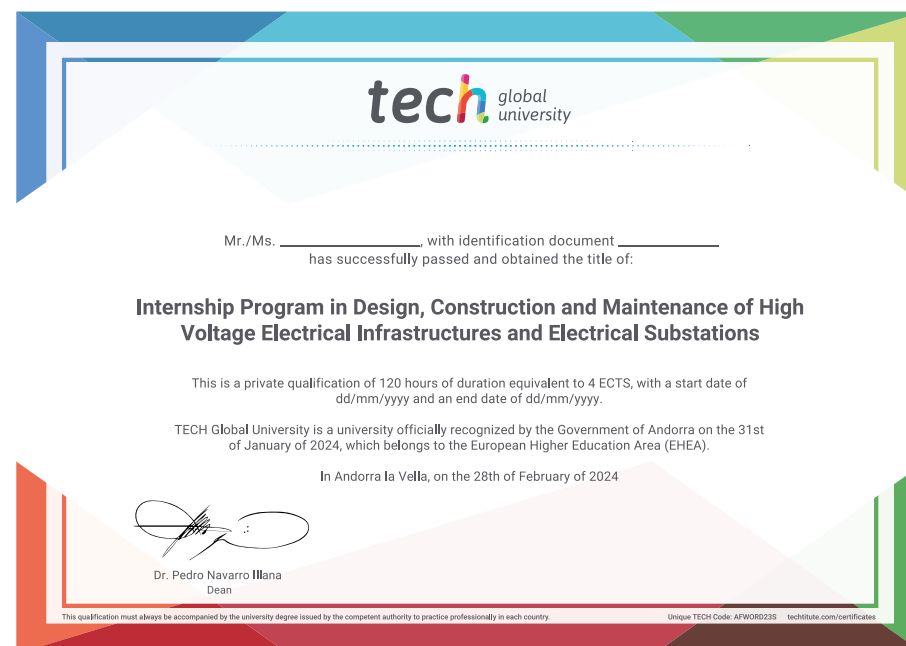 tech global
university
Mr./Ms. ____________________, with identification document ______________
has successfully passed and obtained the title of:
Internship Program in Design, Construction and Maintenance of High
Voltage Electrical Infrastructures and Electrical Substations
This is a private qualification of 120 hours of duration equivalent to 4 ECTS, with a start date of
dd/mm/yyyy and an end date of dd/mm/yyyy.
TECH Global University is a university officially recognized by the Government of Andorra on the 31st
of January of 2024, which belongs to the European Higher Education Area (EHEA).
In Andorra la Vella, on the 28th of February of 2024
Dr. Pedro Navarro Illana
Dean
This qualification must always be accompanied by the university degree issued by the competent authority to practice professionally in each country.
Unique TECH Code: AFWORD23S techtitute.com/certificates